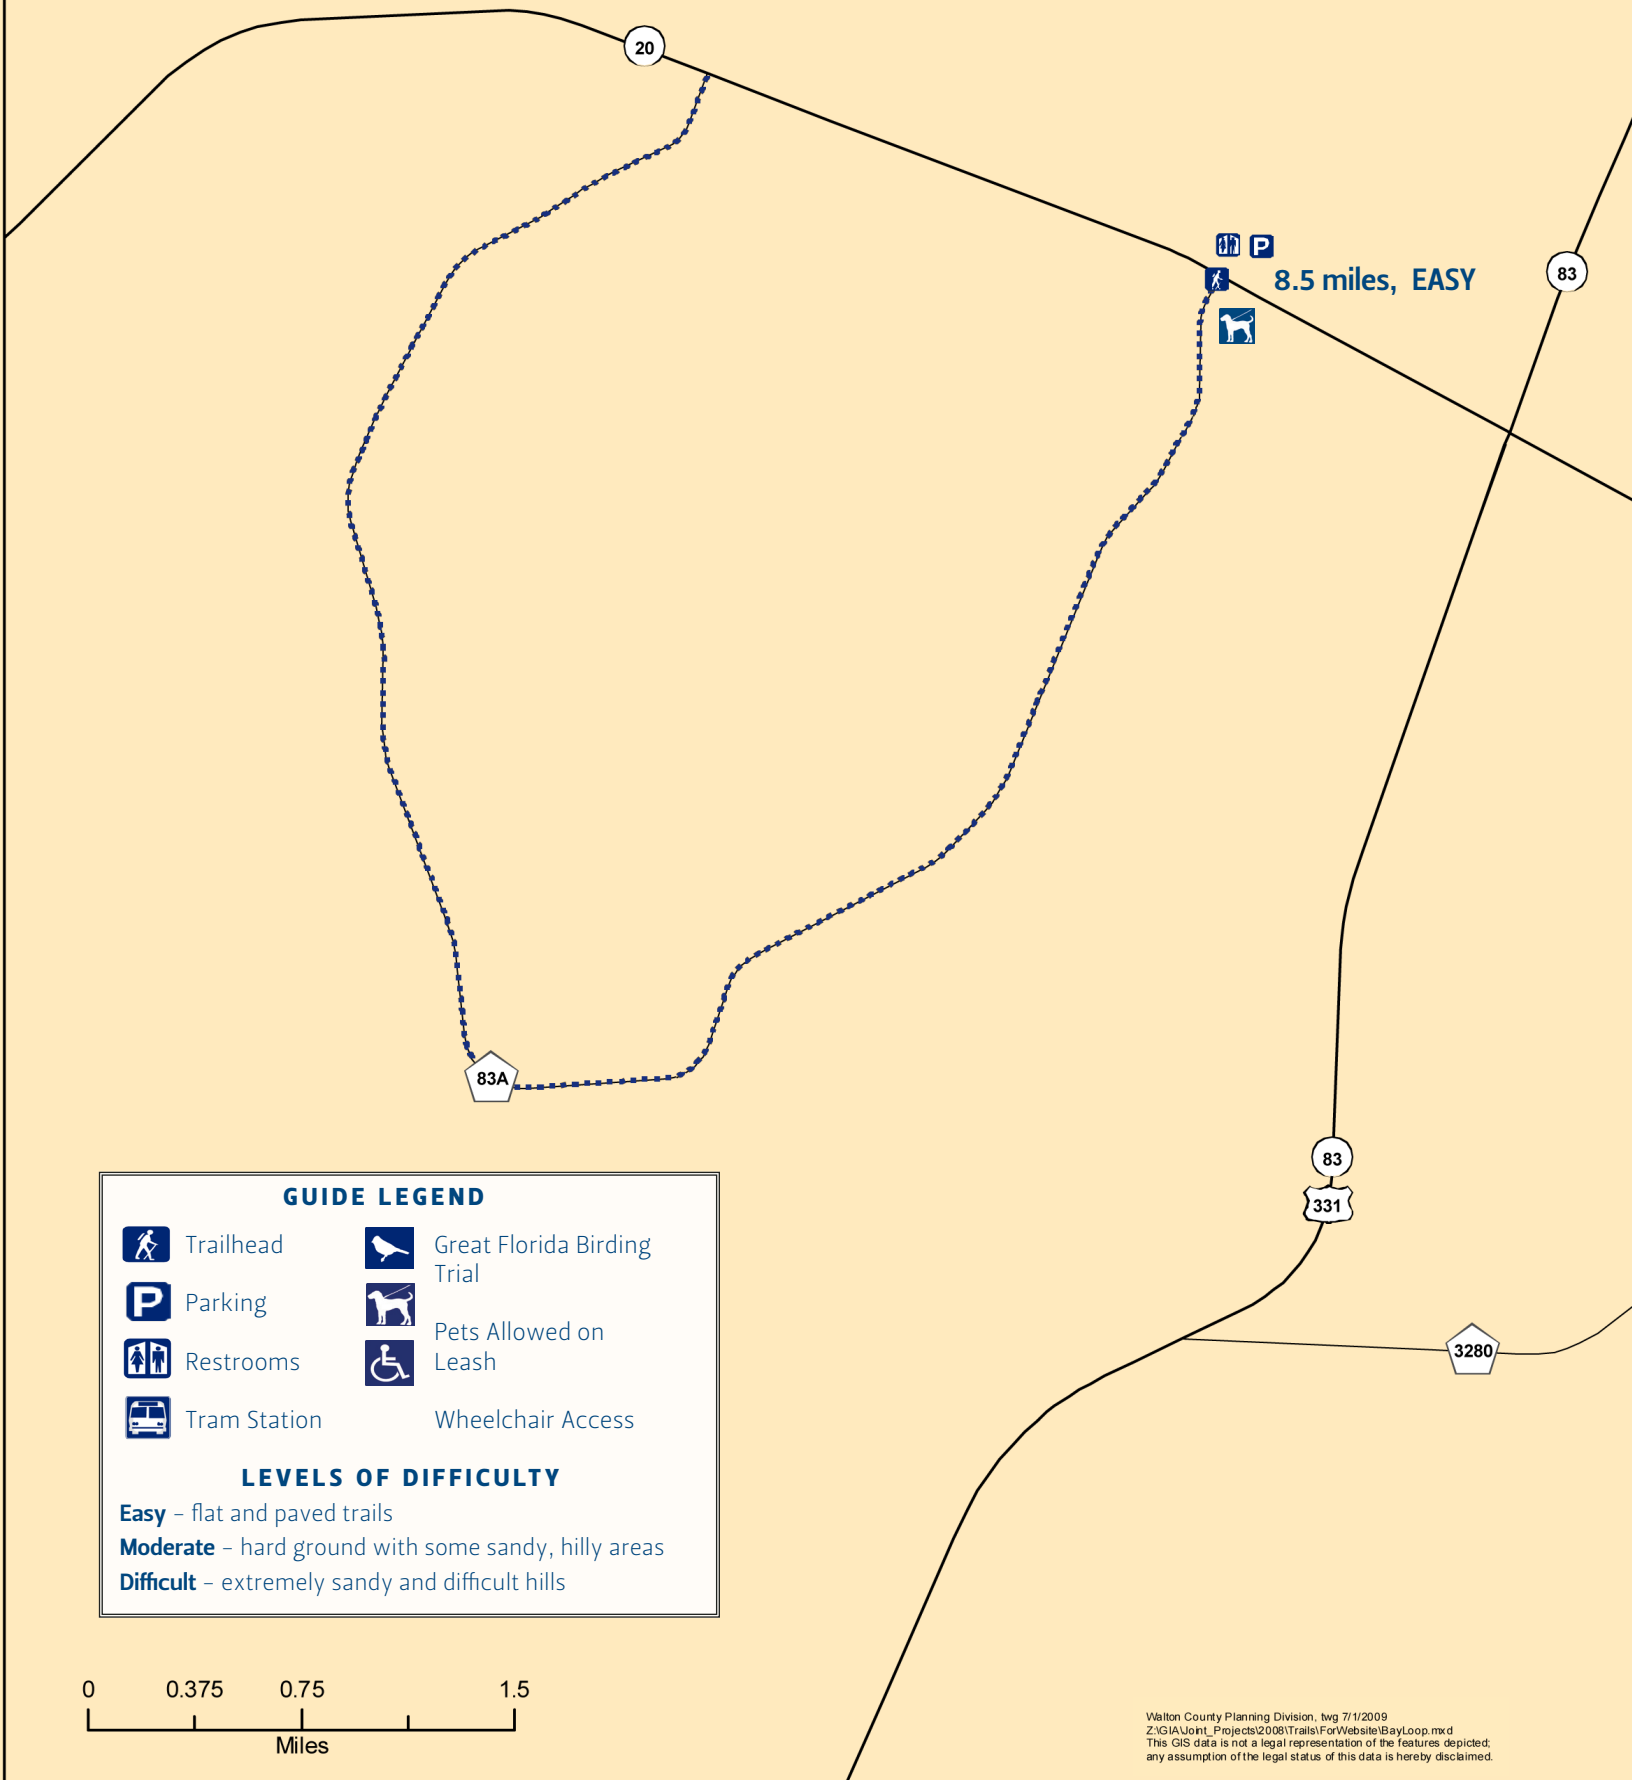 20
P
8.5 miles, EASY
83
83A
83
331
3280
GUIDE LEGEND
Trailhead
Great Florida Birding
Trial
P
Parking
Pets Allowed on
Leash
Restrooms
Tram Station
Wheelchair Access
LEVELS OF DIFFICULTY
Easy – flat and paved trails
Moderate – hard ground with some sandy, hilly areas
Difficult – extremely sandy and difficult hills
0 0.375 0.75 1.5
Miles
Walton County Planning Division, twg 7/1/2009
Z:\GIA\Joint_Projects\2008\Trails\ForWebsite\BayLoop.mxd
This GIS data is not a legal representation of the features depicted;
any assumption of the legal status of this data is hereby disclaimed.